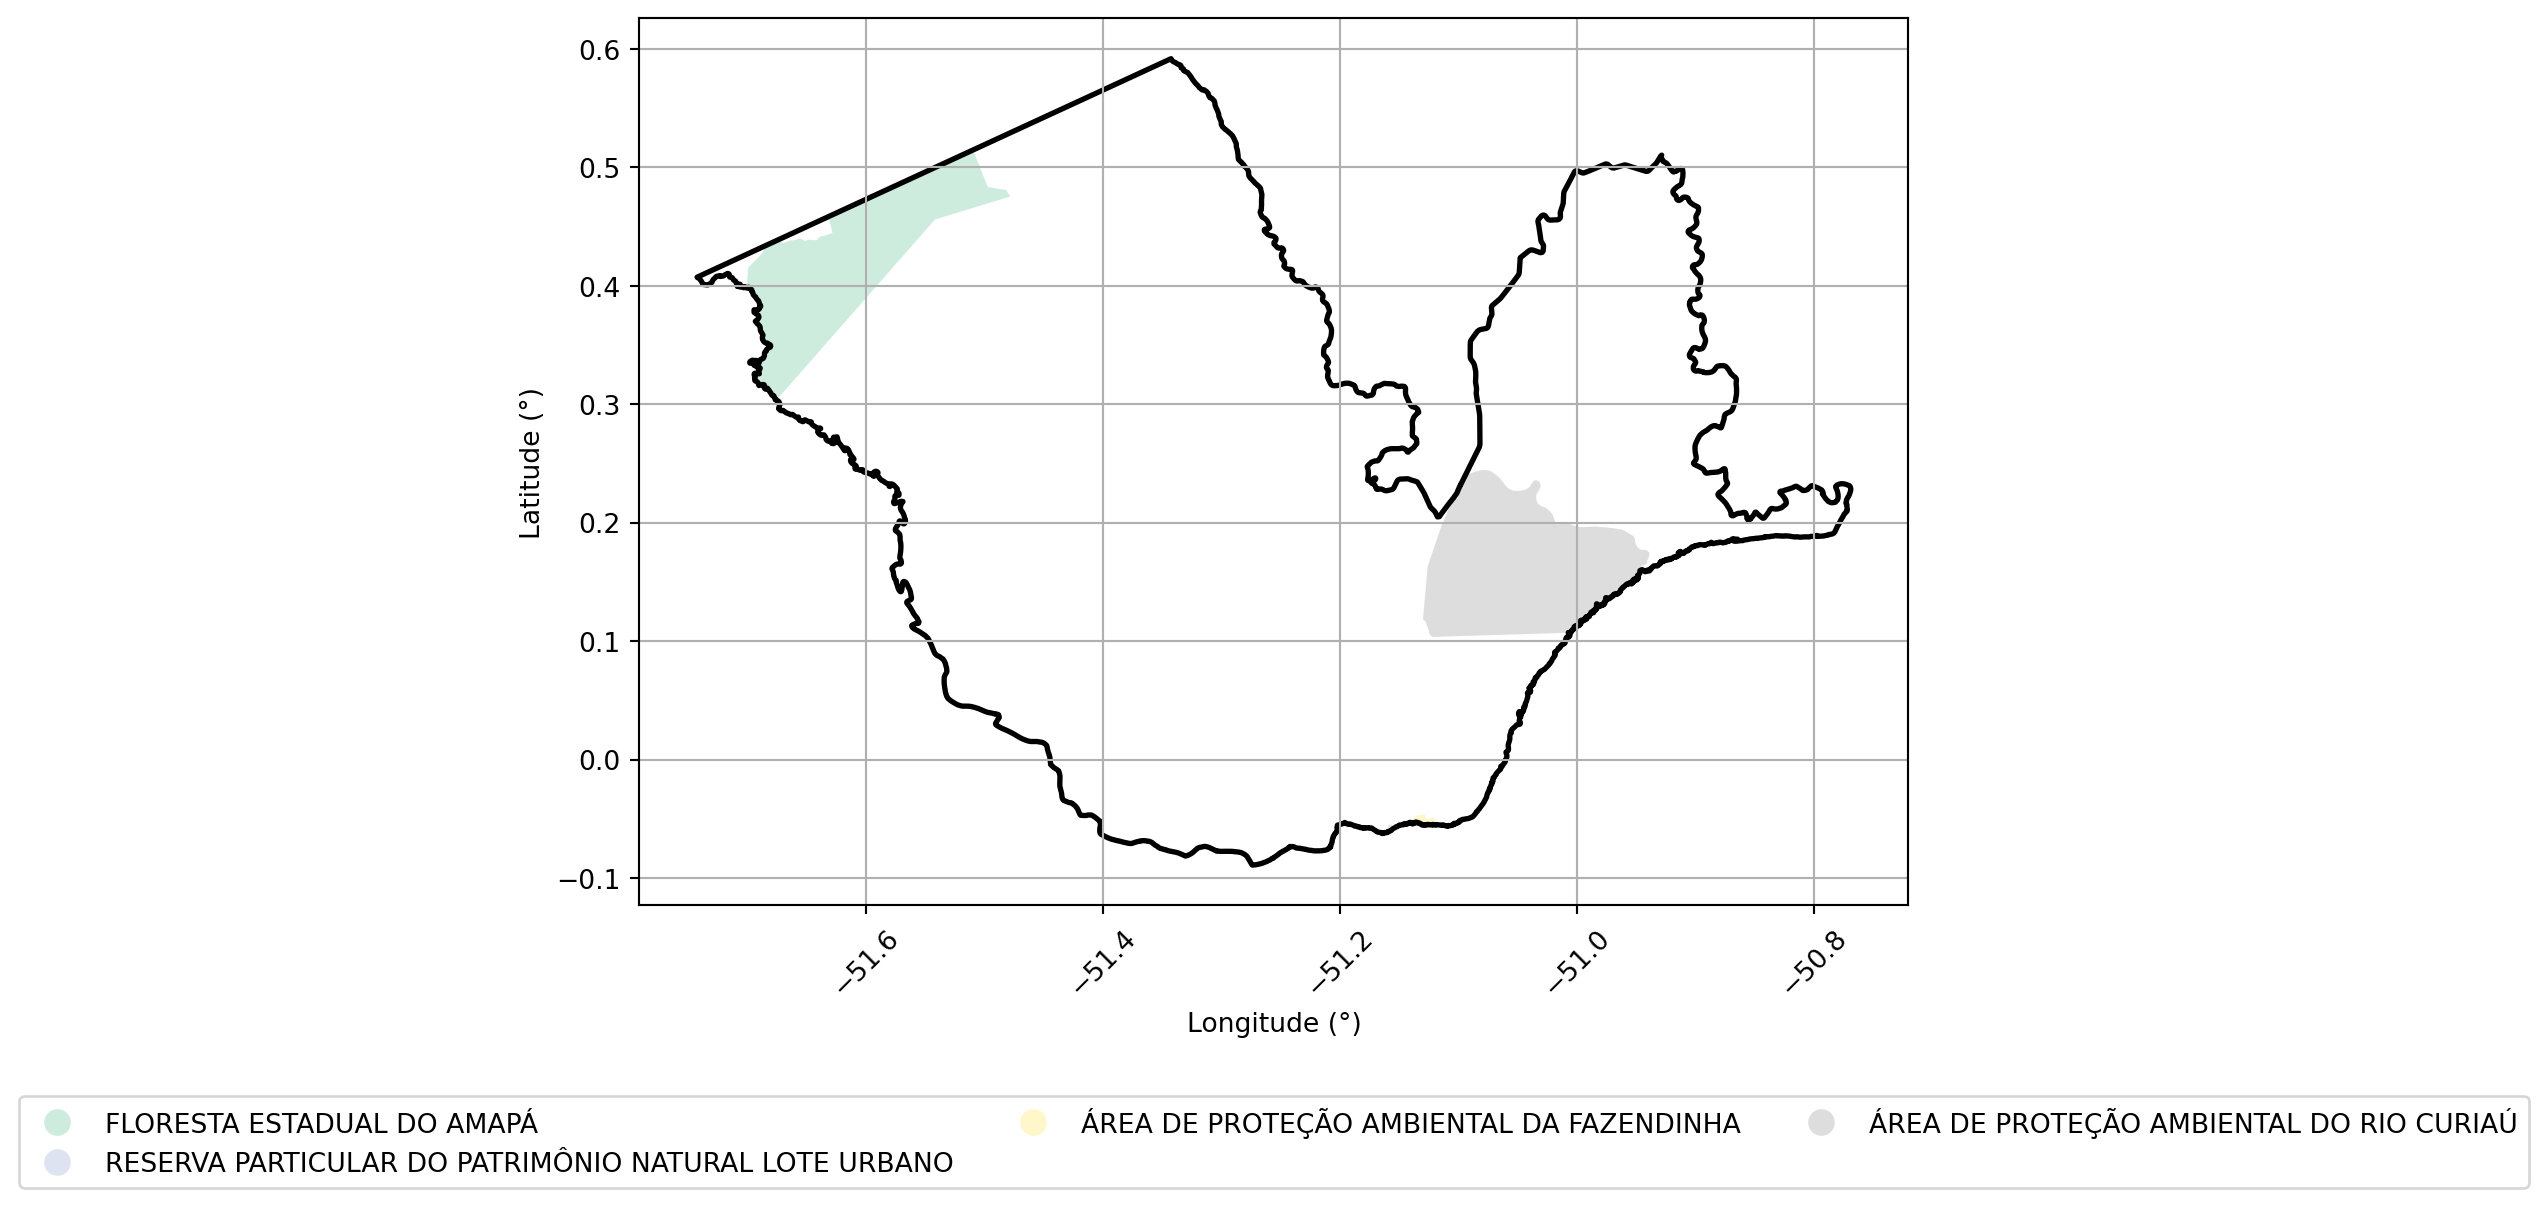 0.6
0.5
0.4
0.3
0.2
0.1
0.0
−0.1
Latitude (°)
−51.6
−51.4
−51.2
−51.0
−50.8
Longitude (°)
FLORESTA ESTADUAL DO AMAPÁ
RESERVA PARTICULAR DO PATRIMÔNIO NATURAL LOTE URBANO
ÁREA DE PROTEÇÃO AMBIENTAL DA FAZENDINHA
ÁREA DE PROTEÇÃO AMBIENTAL DO RIO CURIAÚ